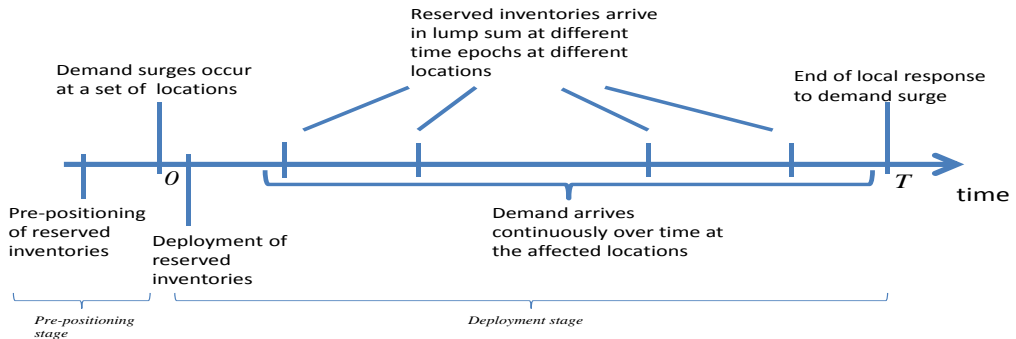 Reserved inventories arrive
in lump sum at different
time epochs at different
locations
Demand surges occur
at a set of locations
End of local response
to demand surge
O
T
time
Pre-positioning
of reserved
inventories
Deployment of
reserved
inventories
Demand arrives
continuously over time at
the affected locations
Pre-positioning
stage
Deployment stage